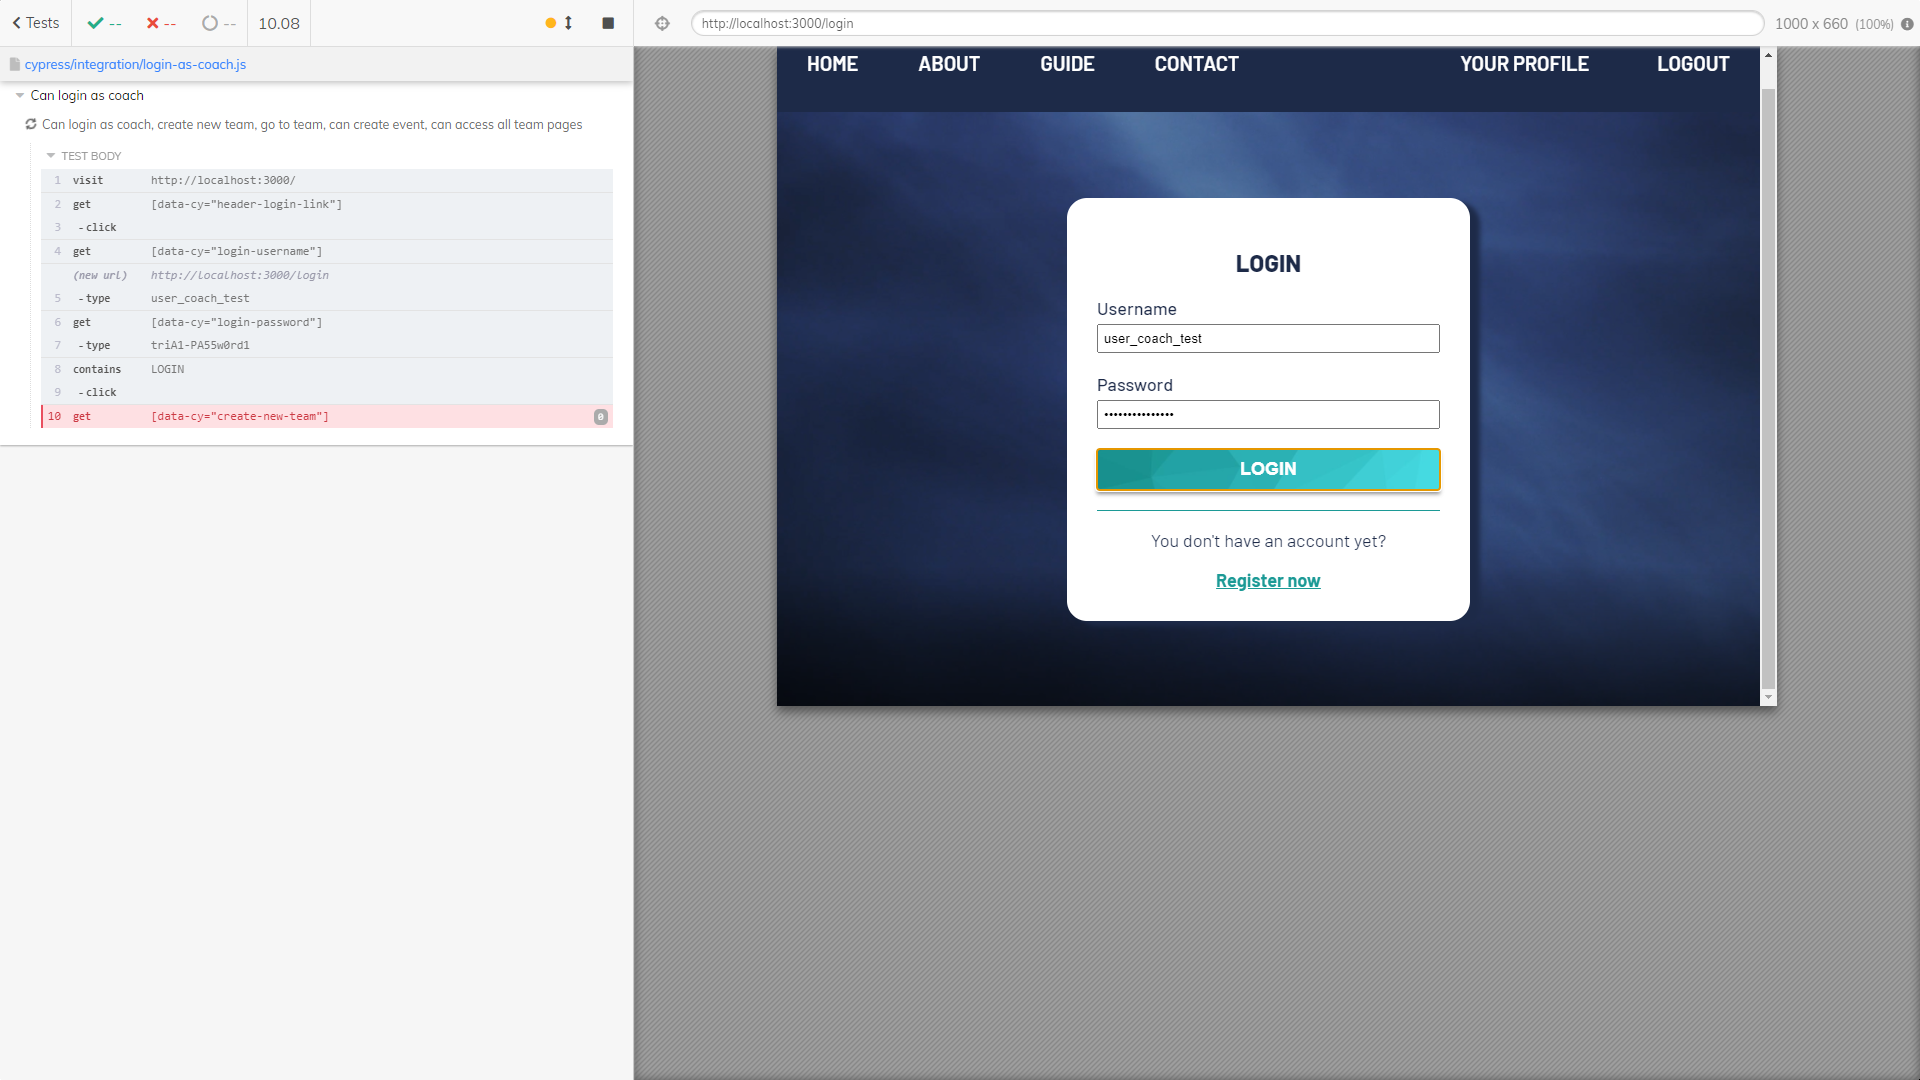 Tests
--
--
--
10.08
http://localhost:3000/login
1000 x 660 (100%)
cypress/integration/login-as-coach.js
Can login as coach
Can login as coach, create new team, go to team, can create event, can access all team pages
TEST BODY
1 visit http://localhost:3000/
2 get [data-cy="header-login-link"]
3 -click
4 get [data-cy="login-username"]
(new url) http://localhost:3000/login
5 -type user_coach_test
6 get [data-cy="login-password"]
7 -type triA1-PA55w0rd1
8 contains LOGIN
9 -click
10 get [data-cy="create-new-team"] 0
HOME ABOUT GUIDE CONTACT YOUR PROFILE LOGOUT
LOGIN
Username
user_coach_test
Password
•••••••••••••••
LOGIN
You don't have an account yet?
Register now